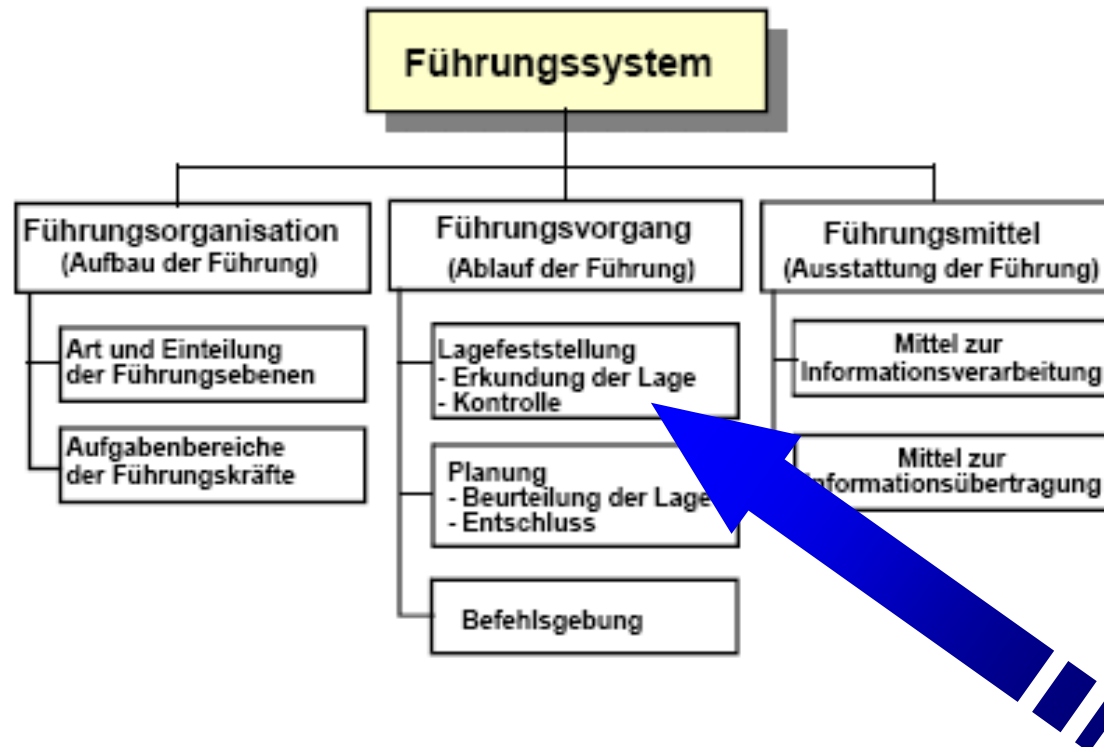 Führungssystem
Führungsorganisation
(Aufbau der Führung)
Art und Einteilung
der Führungsebenen
Aufgabenbereiche
der Führungskräfte
Führungsvorgang
(Ablauf der Führung)
Lagefeststellung
- Erkundung der Lage
- Kontrolle
Planung
- Beurteilung der Lage
- Entschluss
Befehlsgebung
Führungsmittel
(Ausstattung der Führung)
Mittel zur
Informationsverarbeitung
Mittel zur
nformationsübertragung